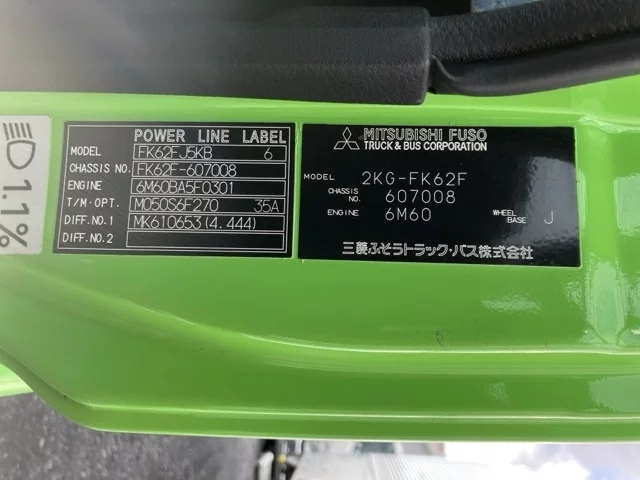 1.1%
POWER LINE LABEL
MODEL FK62FJ5KB 6
CHASSIS NO. FK62F-607008
ENGINE 6M60BA5F0301
T/M·OPT. M050S6F270 35A
DIFF.NO.1 MK610653(4.444)
DIFF.NO.2
MITSUBISHI FUSO
TRUCK & BUS CORPORATION
MODEL 2KG-FK62F
CHASSIS NO. 607008
ENGINE 6M60 WHEEL BASE J
三菱ふそうトラック・バス株式会社